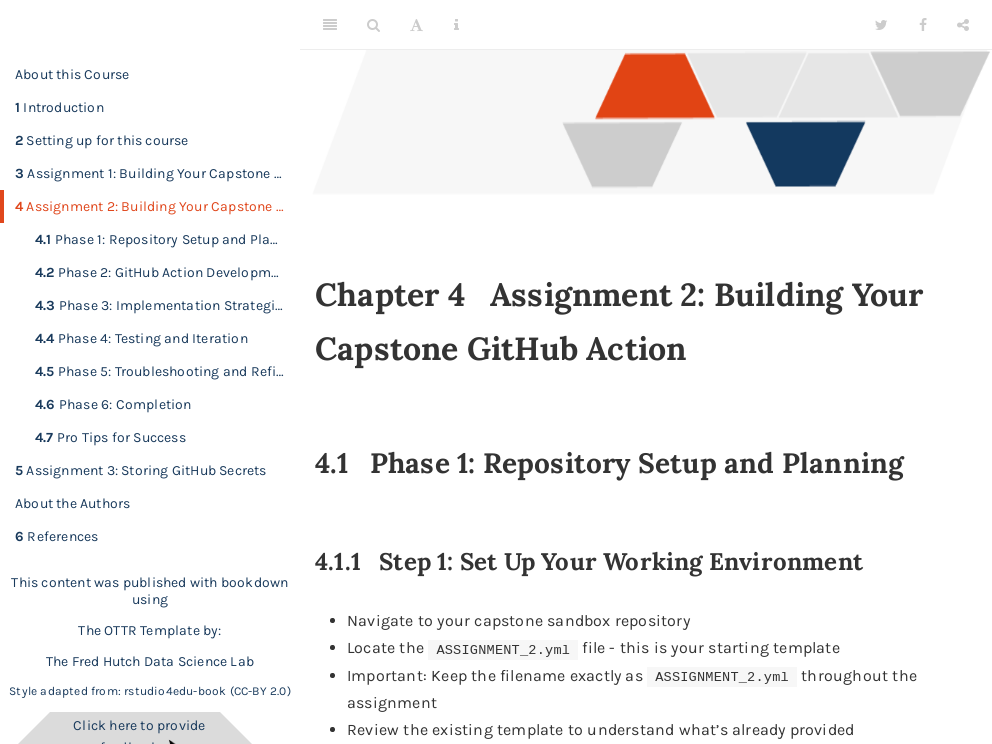 About this Course
1 Introduction
2 Setting up for this course
3 Assignment 1: Building Your Capstone ...
4 Assignment 2: Building Your Capstone ...
4.1 Phase 1: Repository Setup and Pla...
4.2 Phase 2: GitHub Action Developm...
4.3 Phase 3: Implementation Strategi...
4.4 Phase 4: Testing and Iteration
4.5 Phase 5: Troubleshooting and Refi...
4.6 Phase 6: Completion
4.7 Pro Tips for Success
5 Assignment 3: Storing GitHub Secrets
About the Authors
6 References
This content was published with bookdown
using
The OTTR Template by:
The Fred Hutch Data Science Lab
Style adapted from: rstudio4edu-book (CC-BY 2.0)
Click here to provide
Chapter 4 Assignment 2: Building Your
Capstone GitHub Action
4.1 Phase 1: Repository Setup and Planning
4.1.1 Step 1: Set Up Your Working Environment
Navigate to your capstone sandbox repository
Locate the ASSIGNMENT_2.yml file - this is your starting template
Important: Keep the filename exactly as ASSIGNMENT_2.yml throughout the
assignment
Review the existing template to understand what’s already provided